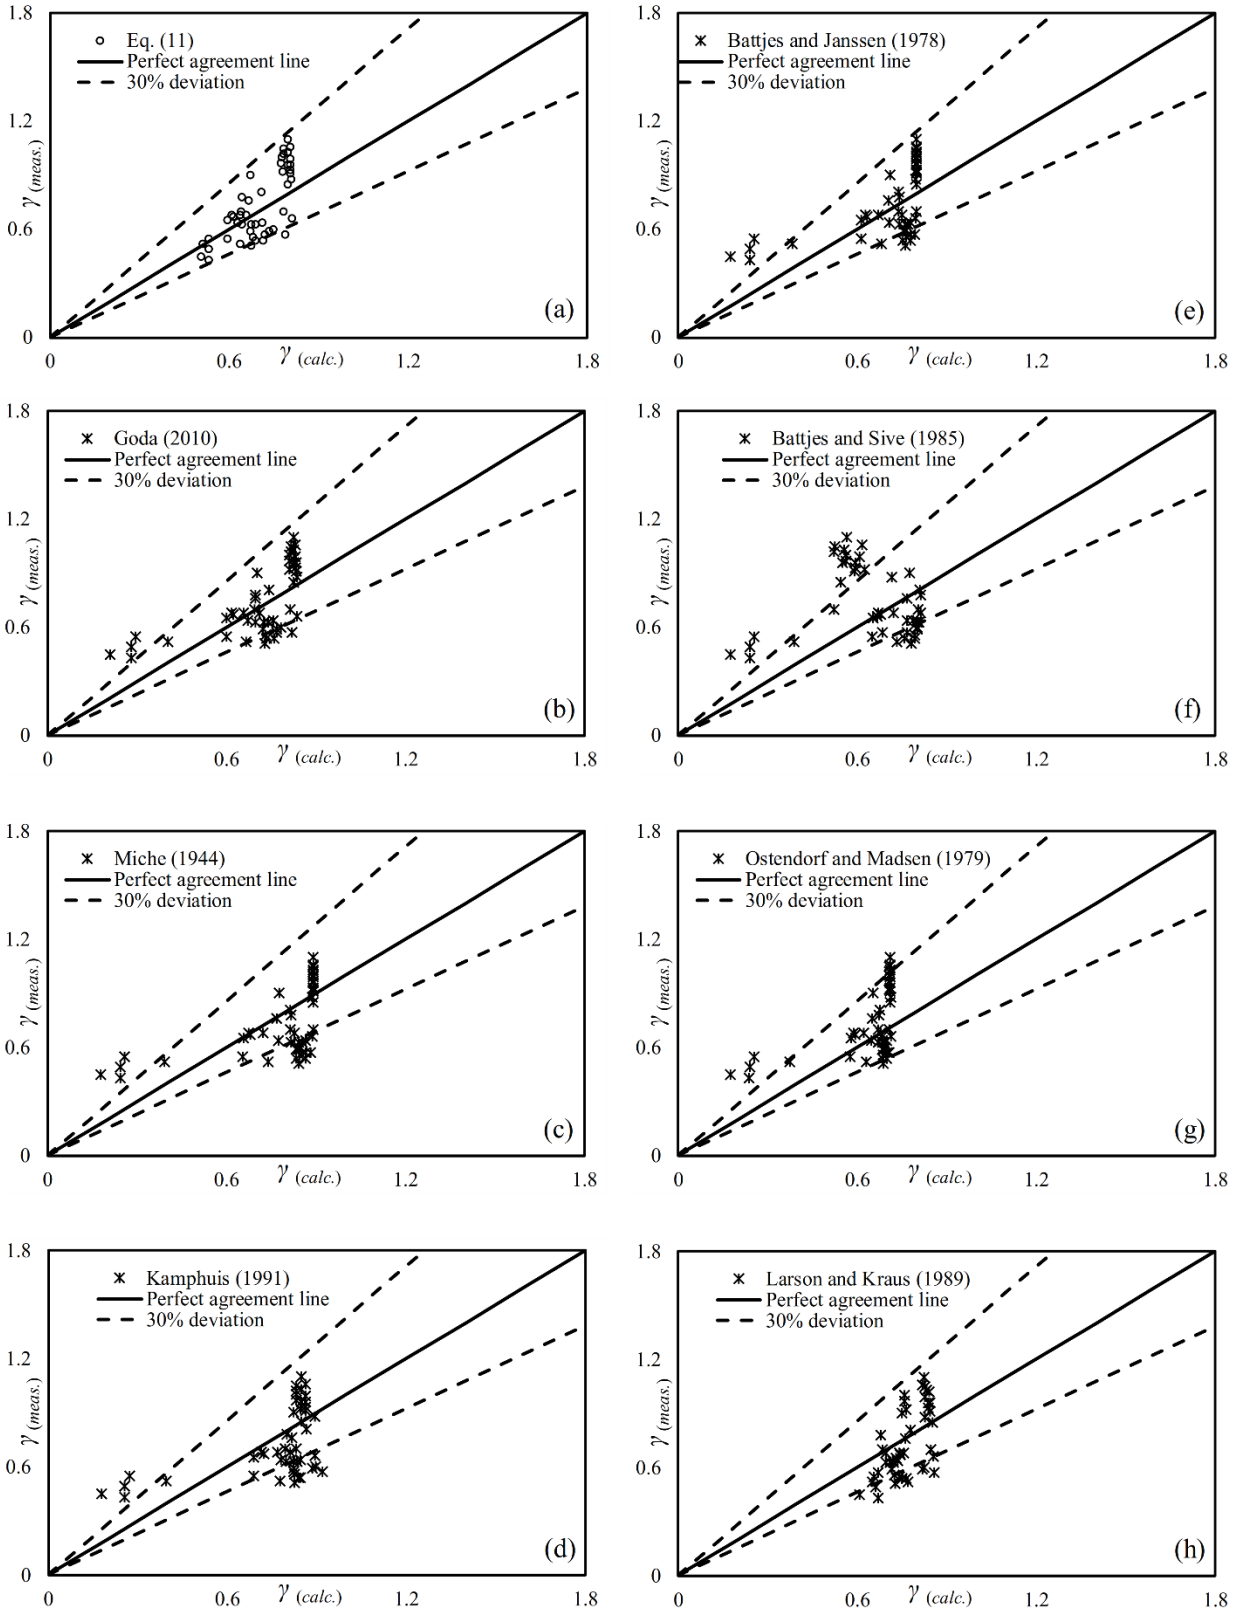 1.8
Eq. (11)
Perfect agreement line
30% deviation
1.2
γ (meas.)
0.6
(a)
0
0
0.6
γ (calc.)
1.2
1.8
1.8
Battjes and Janssen (1978)
Perfect agreement line
30% deviation
1.2
γ (meas.)
0.6
(e)
0
0
0.6
γ (calc.)
1.2
1.8
1.8
Goda (2010)
Perfect agreement line
30% deviation
1.2
γ (meas.)
0.6
(b)
0
0
0.6
γ (calc.)
1.2
1.8
1.8
Battjes and Sive (1985)
Perfect agreement line
30% deviation
1.2
γ (meas.)
0.6
(f)
0
0
0.6
γ (calc.)
1.2
1.8
1.8
Miche (1944)
Perfect agreement line
30% deviation
1.2
γ (meas.)
0.6
(c)
0
0
0.6
γ (calc.)
1.2
1.8
1.8
Ostendorf and Madsen (1979)
Perfect agreement line
30% deviation
1.2
γ (meas.)
0.6
(g)
0
0
0.6
γ (calc.)
1.2
1.8
1.8
Kamphuis (1991)
Perfect agreement line
30% deviation
1.2
γ (meas.)
0.6
(d)
0
0
0.6
γ (calc.)
1.2
1.8
1.8
Larson and Kraus (1989)
Perfect agreement line
30% deviation
1.2
γ (meas.)
0.6
(h)
0
0
0.6
γ (calc.)
1.2
1.8